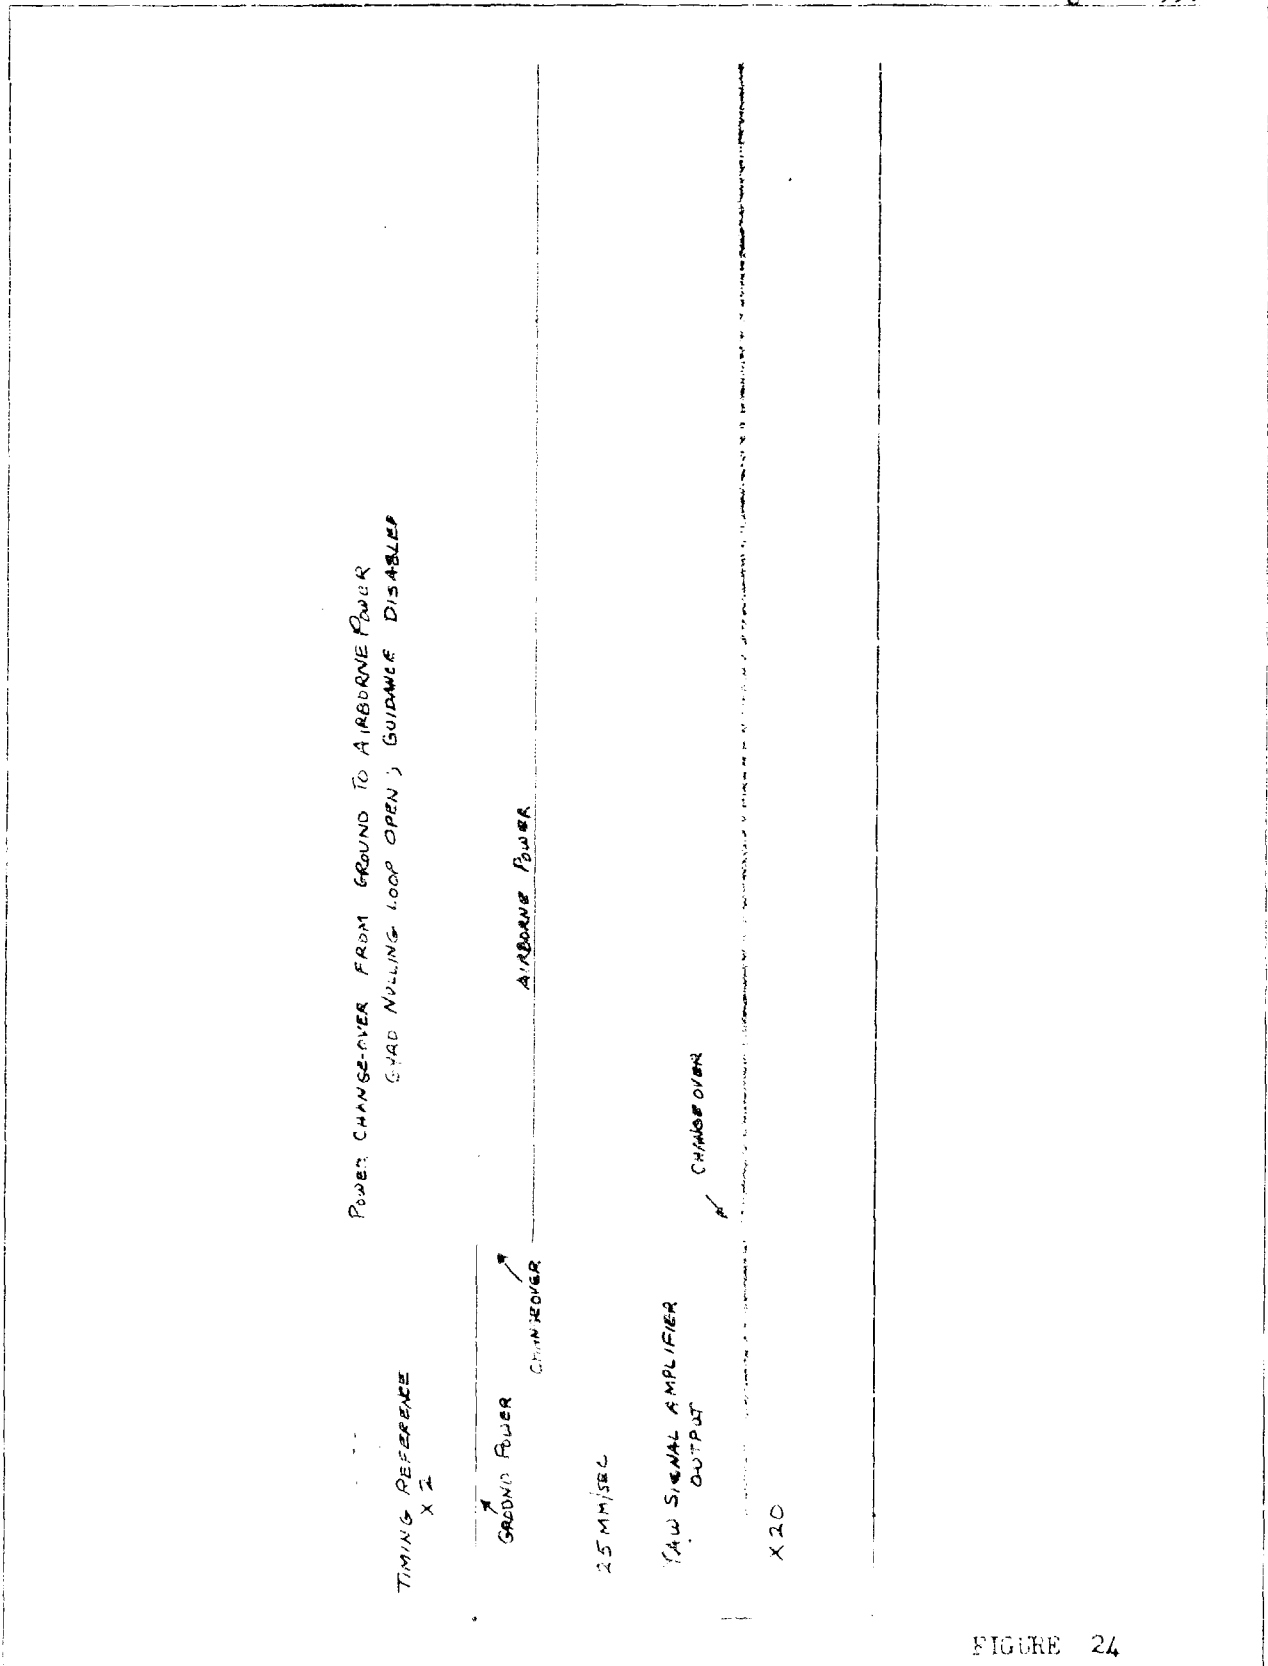 POWER CHANGE-OVER FROM GROUND TO AIRBORNE POWER
GYRO NULLING LOOP OPEN; GUIDANCE DISABLED
TIMING REFERENCE
X 2
GROUND POWER
CHANGEOVER
AIRBORNE POWER
25 MM/SEC
YAW SIGNAL AMPLIFIER
OUTPUT
CHANGEOVER
X 20
FIGURE 24